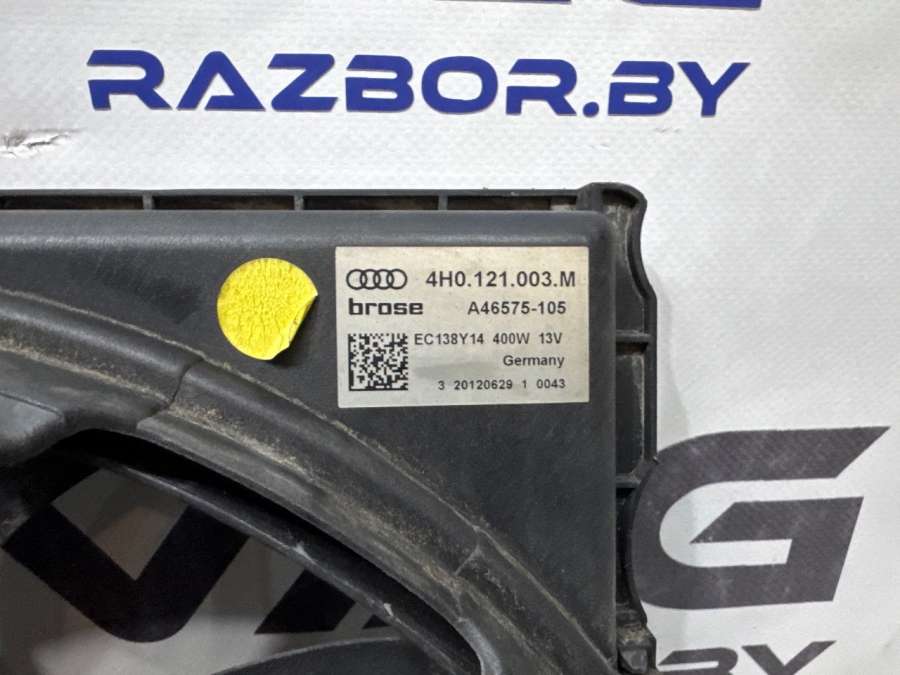 RAZBOR.BY
4H0.121.003.M
brose A46575-105
EC138Y14 400W 13V
Germany
3 20120629 1 0043